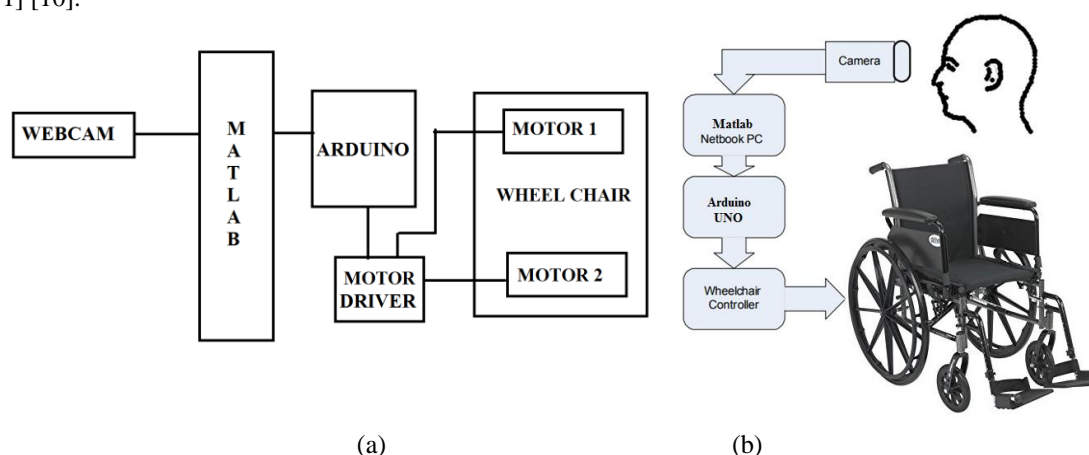 1] [10].
WEBCAM
M
A
T
L
A
B
ARDUINO
MOTOR
DRIVER
MOTOR 1
WHEEL CHAIR
MOTOR 2
(a)
Camera
Matlab
Netbook PC
Arduino
UNO
Wheelchair
Controller
(b)